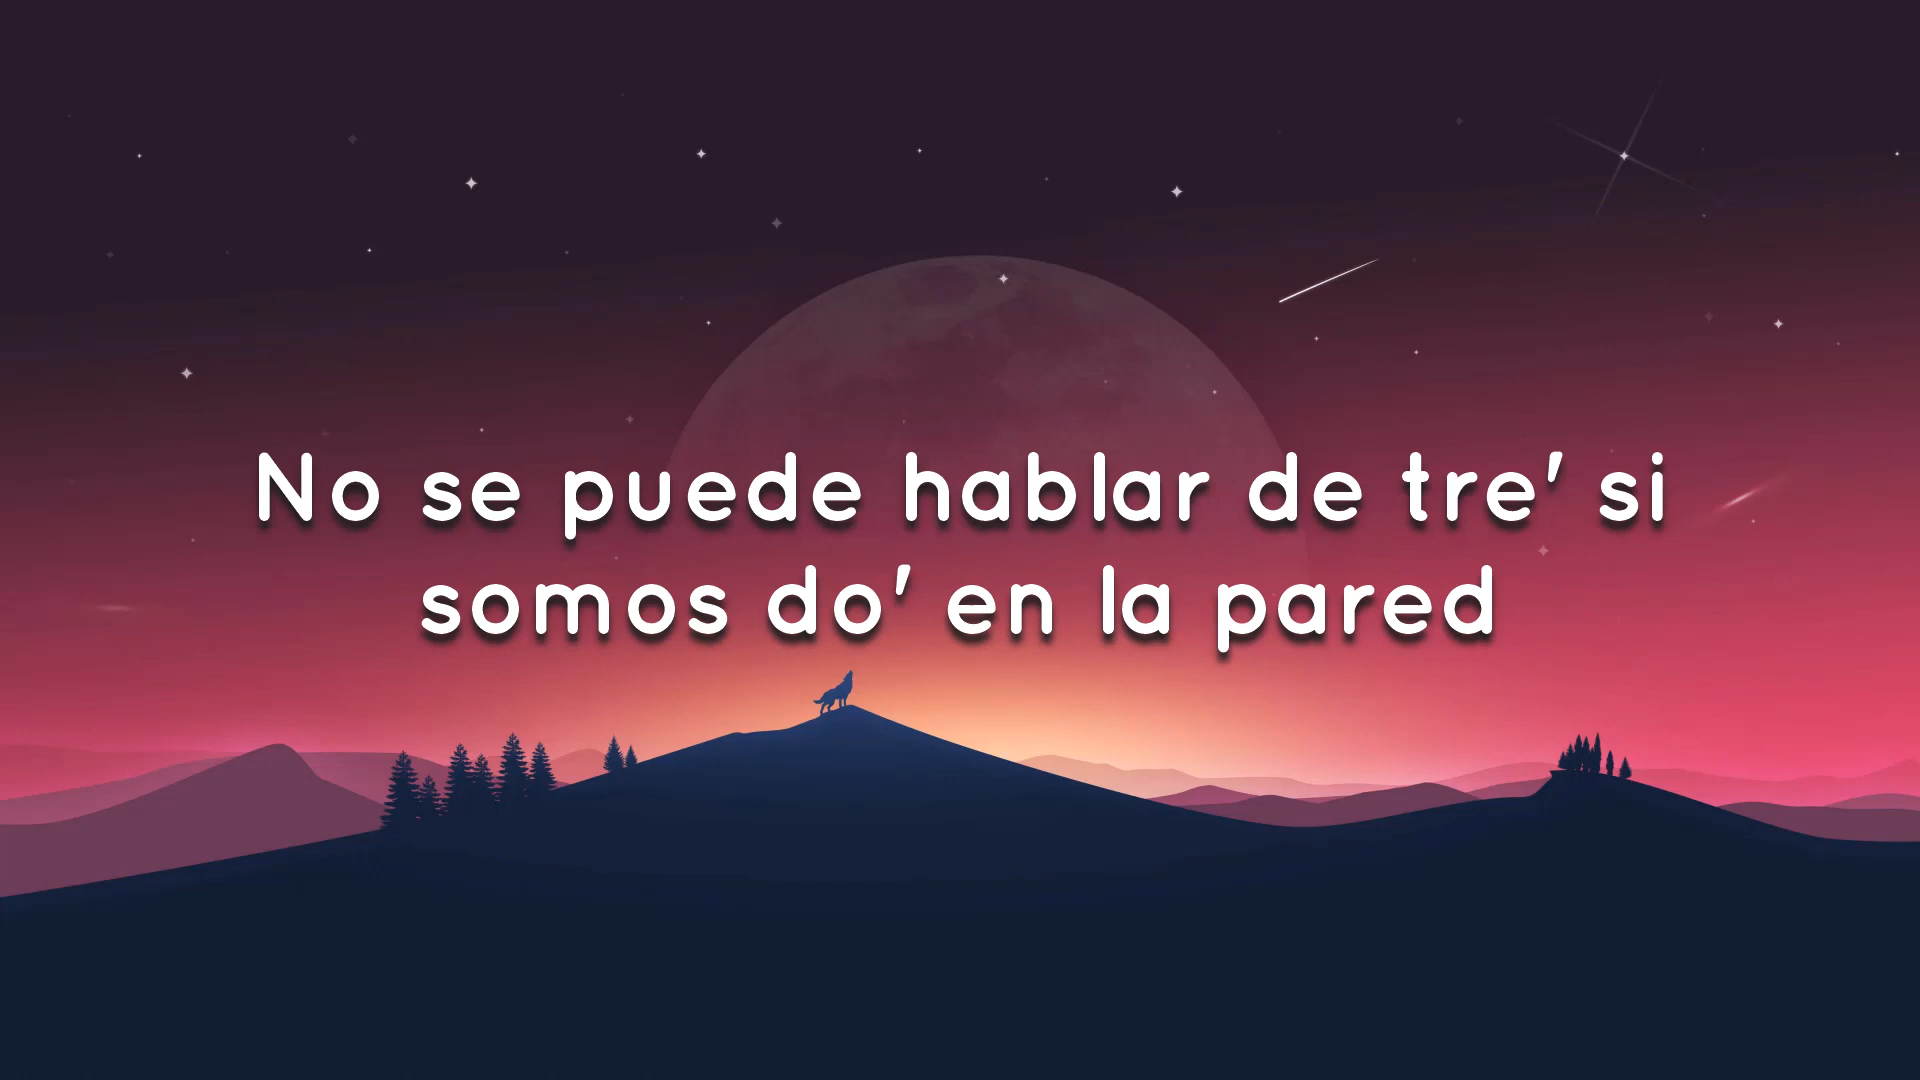 No se puede hablar de tre' si
somos do' en la pared